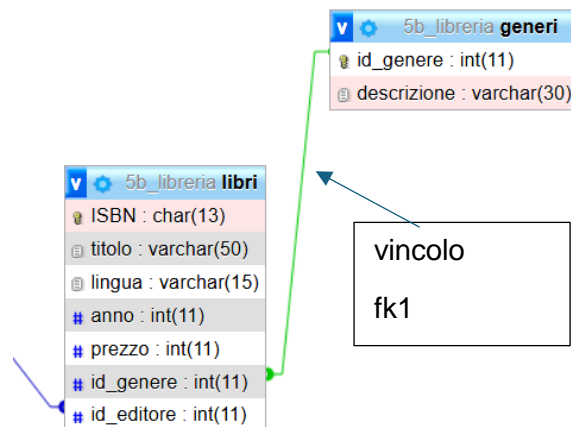 v 5b_libreria generi
id_genere : int(11)
descrizione : varchar(30)
v 5b_libreria libri
ISBN : char(13)
titolo : varchar(50)
lingua : varchar(15)
# anno : int(11)
# prezzo : int(11)
# id_genere : int(11)
# id_editore : int(11)
vincolo
fk1